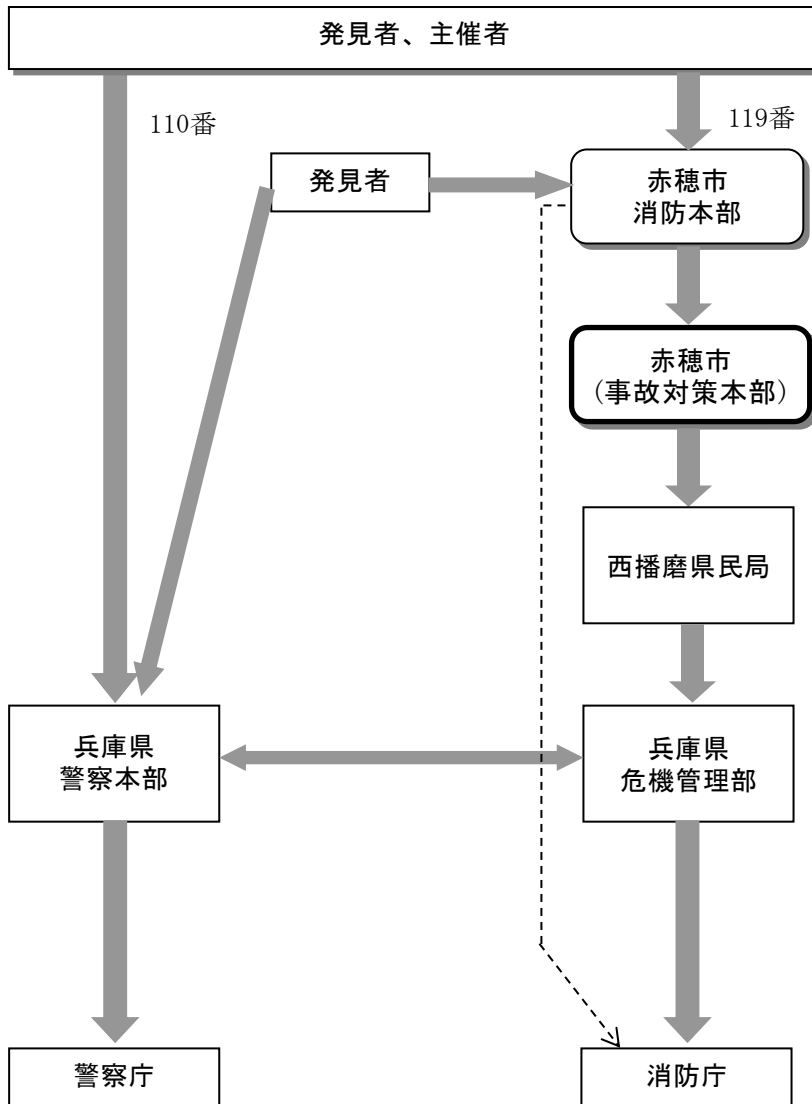 発見者、主催者
110番
119番
発見者
赤穂市
消防本部
赤穂市
（事故対策本部）
西播磨県民局
兵庫県
警察本部
兵庫県
危機管理部
警察庁
消防庁